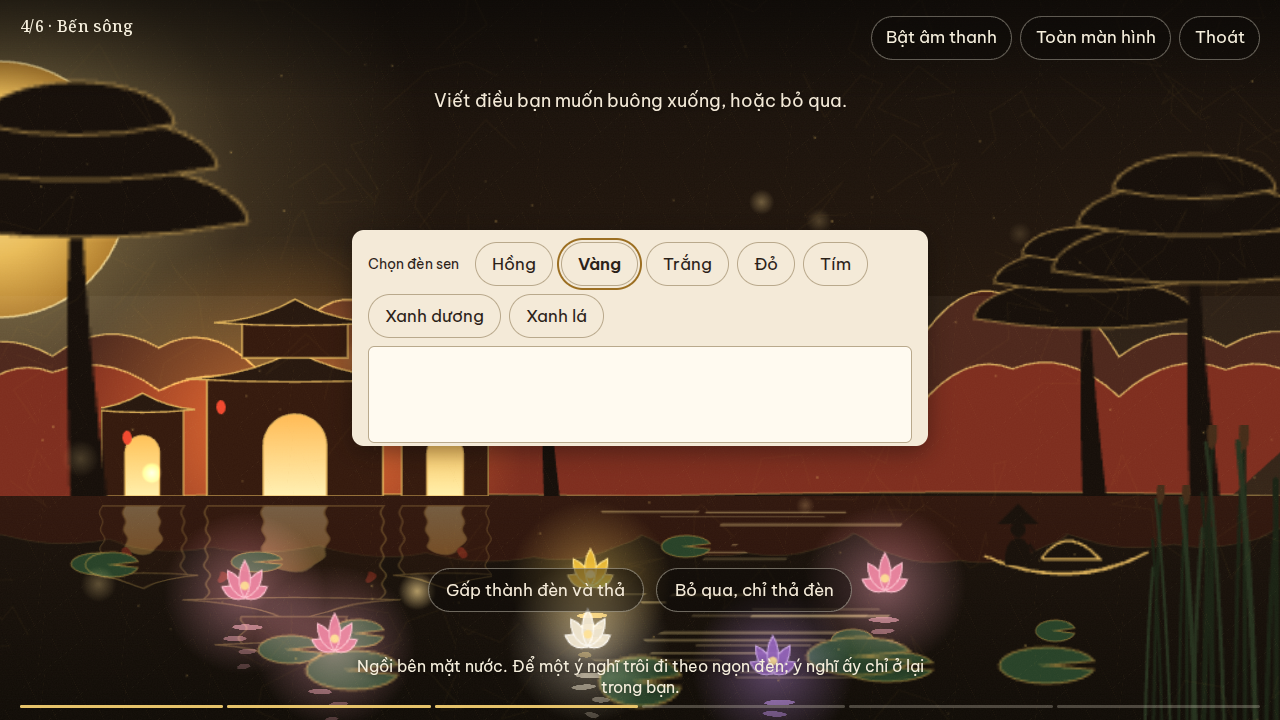 4/6 · Bến sông
Bật âm thanh
Toàn màn hình
Thoát
Viết điều bạn muốn buông xuống, hoặc bỏ qua.
Chọn đèn sen
Hồng
Vàng
Trắng
Đỏ
Tím
Xanh dương
Xanh lá
Gấp thành đèn và thả
Bỏ qua, chỉ thả đèn
Ngồi bên mặt nước. Để một ý nghĩ trôi đi theo ngọn đèn; ý nghĩ ấy chỉ ở lại
trong bạn.